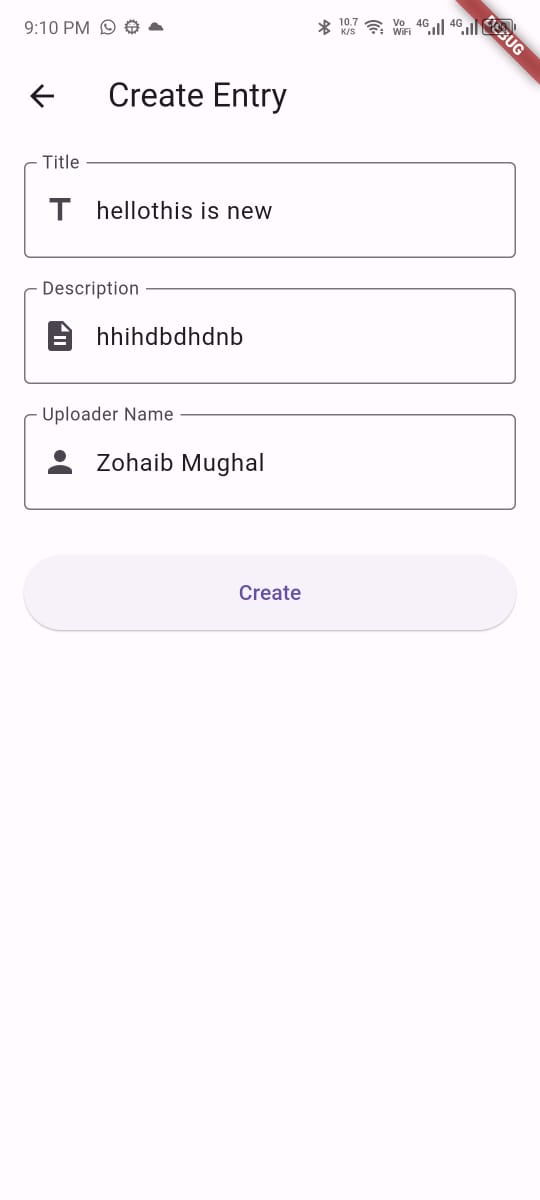 9:10 PM
10.7
K/S
Vo
WiFi
4G
4G
DEBUG
Create Entry
Title
hellothis is new
Description
hhihdbdhdnb
Uploader Name
Zohaib Mughal
Create